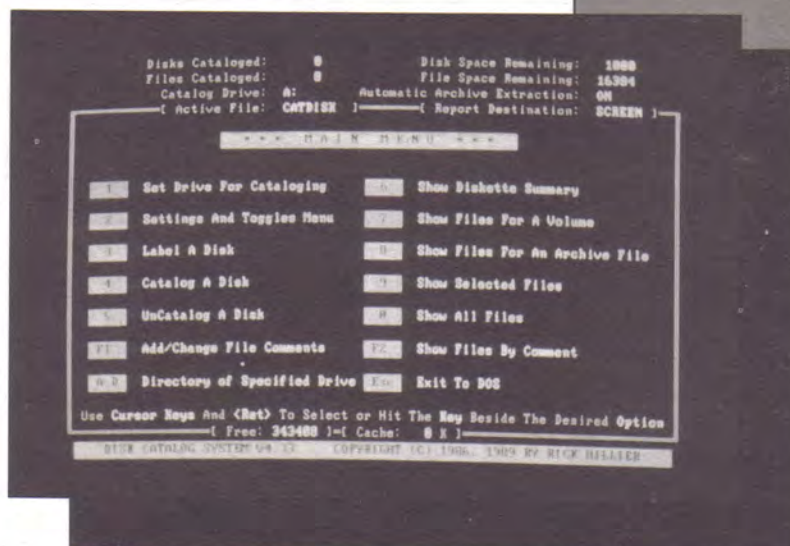 Disks Cataloged: 0 Disk Space Remaining: 1000
Files Cataloged: 0 File Space Remaining: 16384
Catalog Drive: A: Automatic Archive Extraction: ON
[ Active File: CATDISK ] [ Report Destination: SCREEN ]
* * * M A I N M E N U * * *
1 Set Drive For Cataloging 6 Show Diskette Summary
2 Settings And Toggles Menu 7 Show Files For A Volume
3 Label A Disk 8 Show Files For An Archive File
4 Catalog A Disk 9 Show Selected Files
5 UnCatalog A Disk 0 Show All Files
F1 Add/Change File Comments F2 Show Files By Comment
Directory of Specified Drive Esc Exit To DOS
Use Cursor Keys And <Ret> To Select or Hit The Key Beside The Desired Option
[ Free: 343408 ]=[ Cache: 0 K ]
DISK CATALOG SYSTEM COPYRIGHT (C) 1986, 1989 BY RICK HILLIER